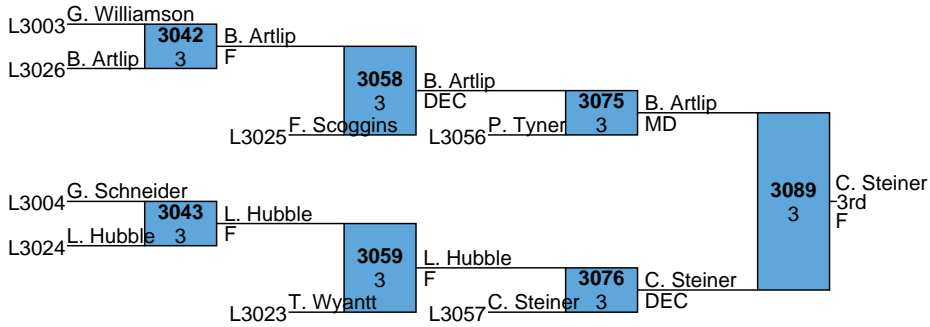 L3003 G. Williamson
3042
3
B. Artlip
F
L3026 B. Artlip
3058
3
B. Artlip
DEC
L3025 F. Scoggins
3075
3
B. Artlip
MD
L3056 P. Tyner
L3004 G. Schneider
3043
3
L. Hubble
F
L3024 L. Hubble
3059
3
L. Hubble
F
L3023 T. Wyantt
3076
3
C. Steiner
DEC
L3057 C. Steiner
3089
3
C. Steiner
3rd
F